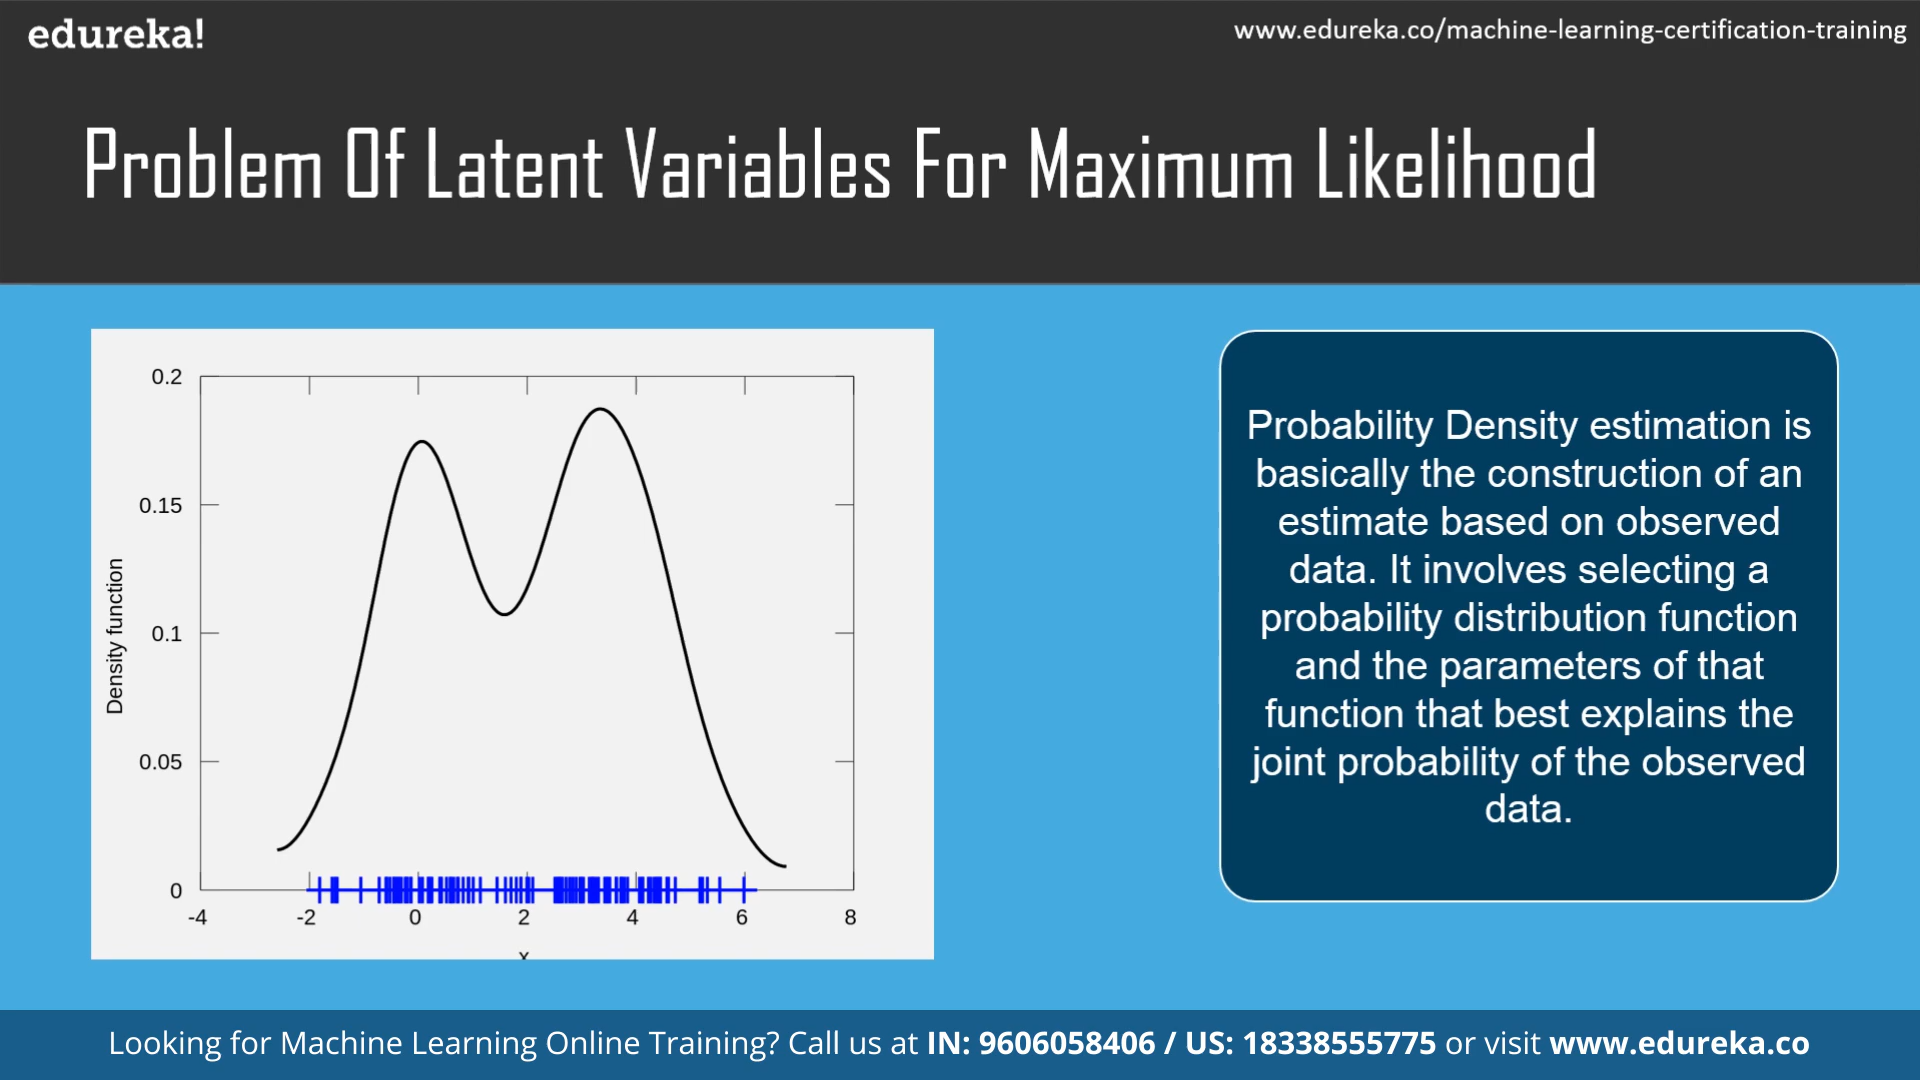 edureka!
www.edureka.co/machine-learning-certification-training
Problem Of Latent Variables For Maximum Likelihood
0.2
0.15
0.1
0.05
0
Density function
-4 -2 0 2 4 6 8
x
Probability Density estimation is
basically the construction of an
estimate based on observed
data. It involves selecting a
probability distribution function
and the parameters of that
function that best explains the
joint probability of the observed
data.
Looking for Machine Learning Online Training? Call us at IN: 9606058406 / US: 18338555775 or visit www.edureka.co